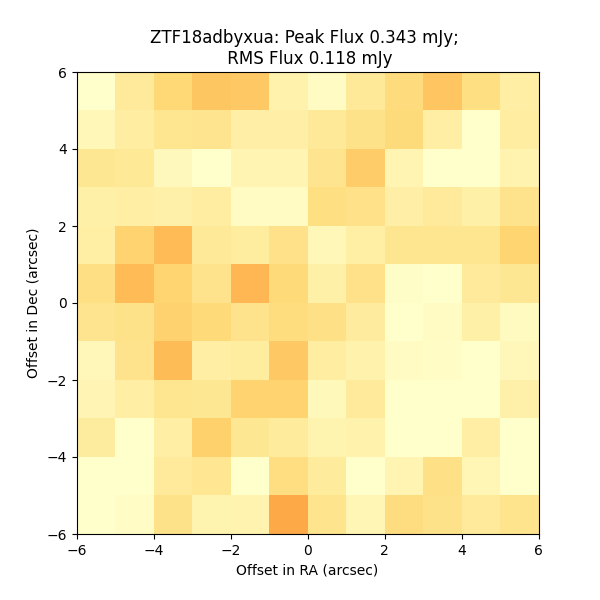 ZTF18adbyxua: Peak Flux 0.343 mJy;
RMS Flux 0.118 mJy
6
4
2
0
−2
−4
−6
Offset in Dec (arcsec)
−6 −4 −2 0 2 4 6
Offset in RA (arcsec)